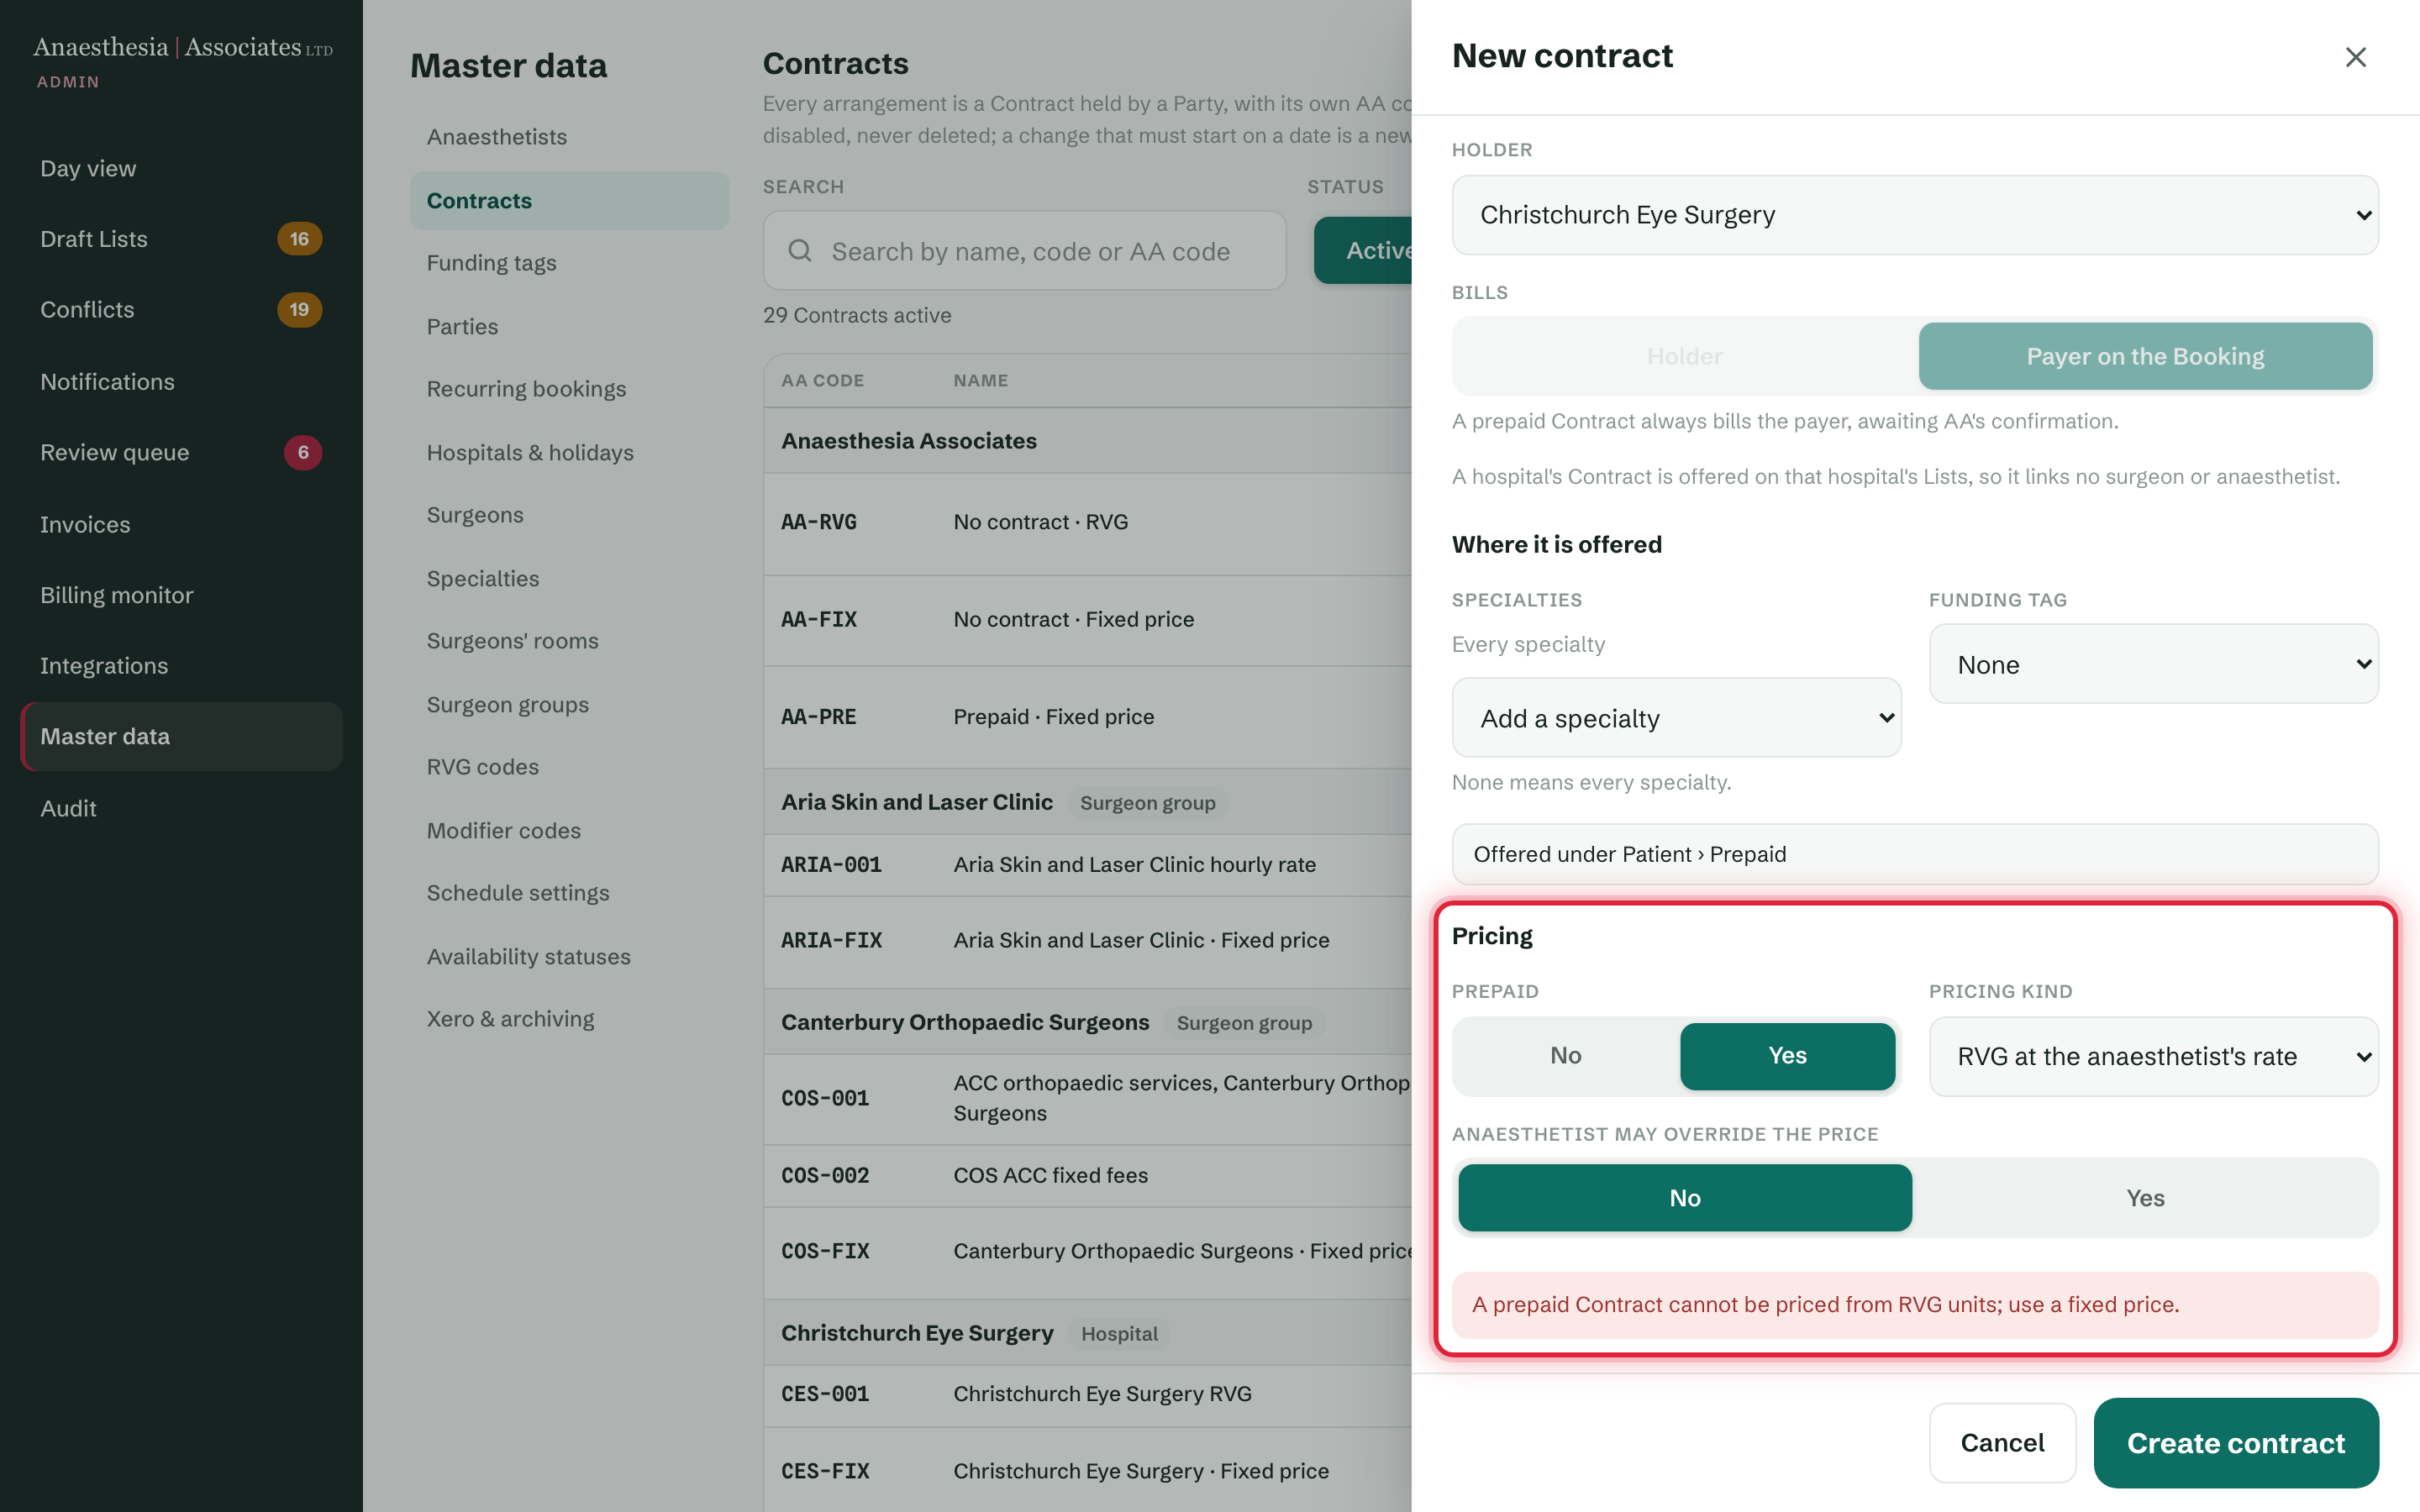 Anaesthesia | Associates LTD
ADMIN
Day view
Draft Lists 16
Conflicts 19
Notifications
Review queue 6
Invoices
Billing monitor
Integrations
Master data
Audit
Master data
Anaesthetists
Contracts
Funding tags
Parties
Recurring bookings
Hospitals & holidays
Surgeons
Specialties
Surgeons' rooms
Surgeon groups
RVG codes
Modifier codes
Schedule settings
Availability statuses
Xero & archiving
Contracts
Every arrangement is a Contract held by a Party, with its own AA co
disabled, never deleted; a change that must start on a date is a new
SEARCH STATUS
Search by name, code or AA code Active
29 Contracts active
AA CODE NAME
Anaesthesia Associates
AA-RVG No contract · RVG
AA-FIX No contract · Fixed price
AA-PRE Prepaid · Fixed price
Aria Skin and Laser Clinic Surgeon group
ARIA-001 Aria Skin and Laser Clinic hourly rate
ARIA-FIX Aria Skin and Laser Clinic · Fixed price
Canterbury Orthopaedic Surgeons Surgeon group
COS-001 ACC orthopaedic services, Canterbury Orthop
Surgeons
COS-002 COS ACC fixed fees
COS-FIX Canterbury Orthopaedic Surgeons · Fixed price
Christchurch Eye Surgery Hospital
CES-001 Christchurch Eye Surgery RVG
CES-FIX Christchurch Eye Surgery · Fixed price
New contract
HOLDER
Christchurch Eye Surgery
BILLS
Holder Payer on the Booking
A prepaid Contract always bills the payer, awaiting AA's confirmation.
A hospital's Contract is offered on that hospital's Lists, so it links no surgeon or anaesthetist.
Where it is offered
SPECIALTIES FUNDING TAG
Every specialty
None
Add a specialty
None means every specialty.
Offered under Patient › Prepaid
Pricing
PREPAID PRICING KIND
No Yes RVG at the anaesthetist's rate
ANAESTHETIST MAY OVERRIDE THE PRICE
No Yes
A prepaid Contract cannot be priced from RVG units; use a fixed price.
Cancel Create contract